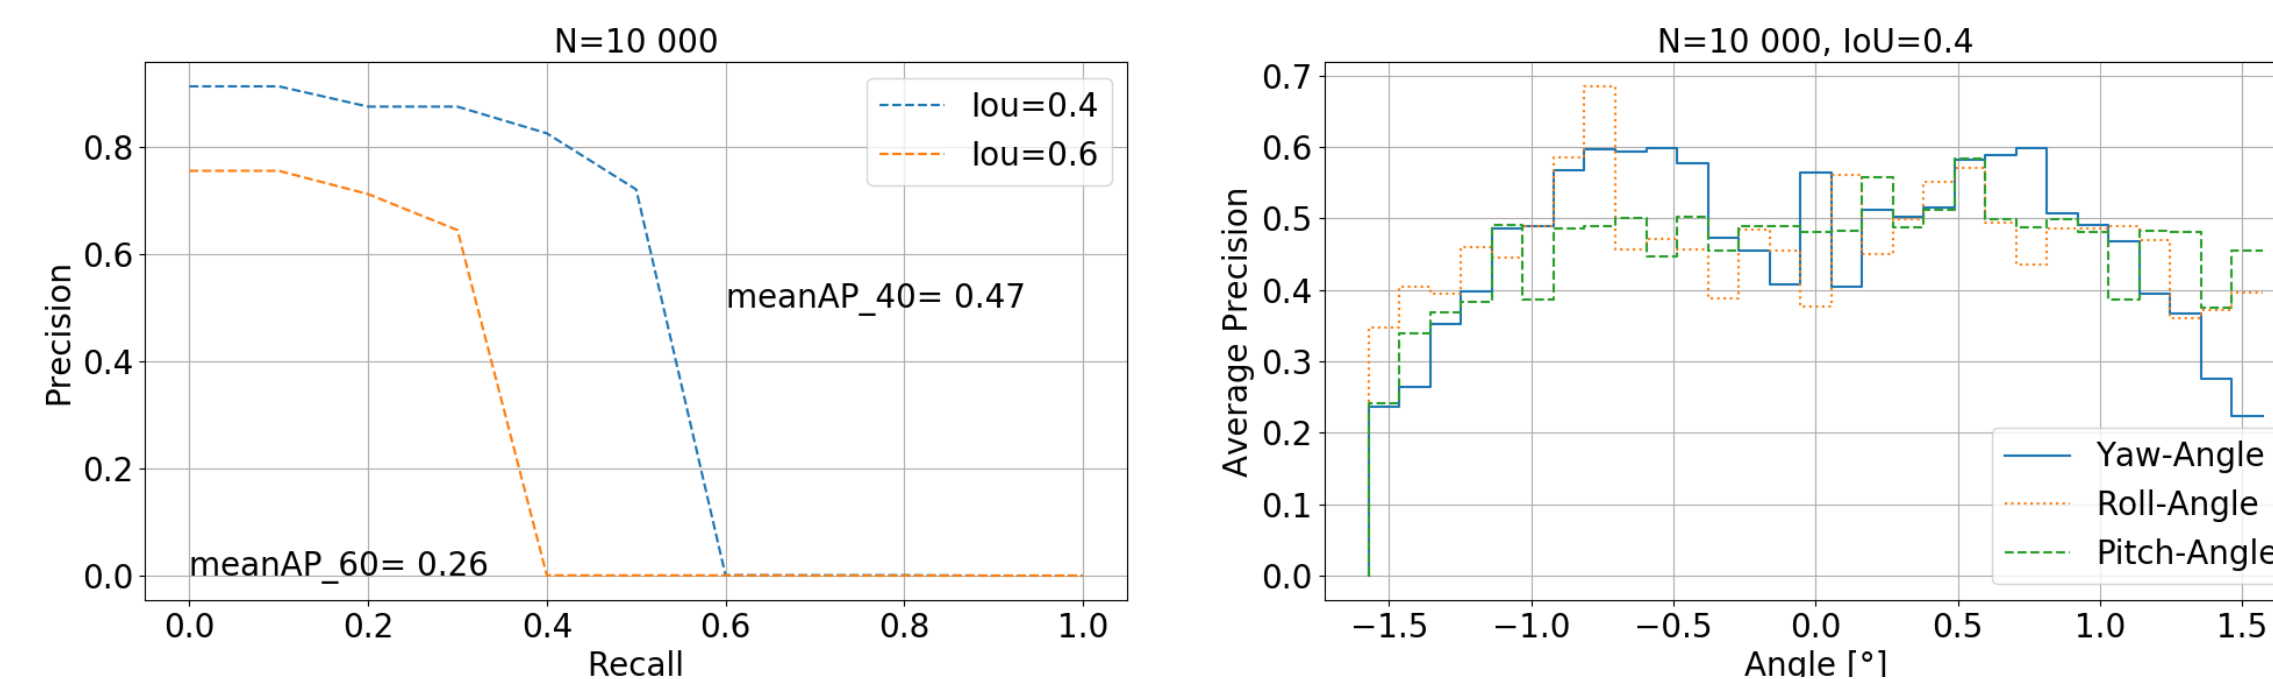 N=10 000
Iou=0.4
Iou=0.6
0.8
0.6
0.4
0.2
0.0
Precision
meanAP_40= 0.47
meanAP_60= 0.26
0.0 0.2 0.4 0.6 0.8 1.0
Recall
N=10 000, IoU=0.4
0.7
0.6
0.5
0.4
0.3
0.2
0.1
0.0
Average Precision
Yaw-Angle
Roll-Angle
Pitch-Angle
−1.5 −1.0 −0.5 0.0 0.5 1.0 1.5
Angle [°]